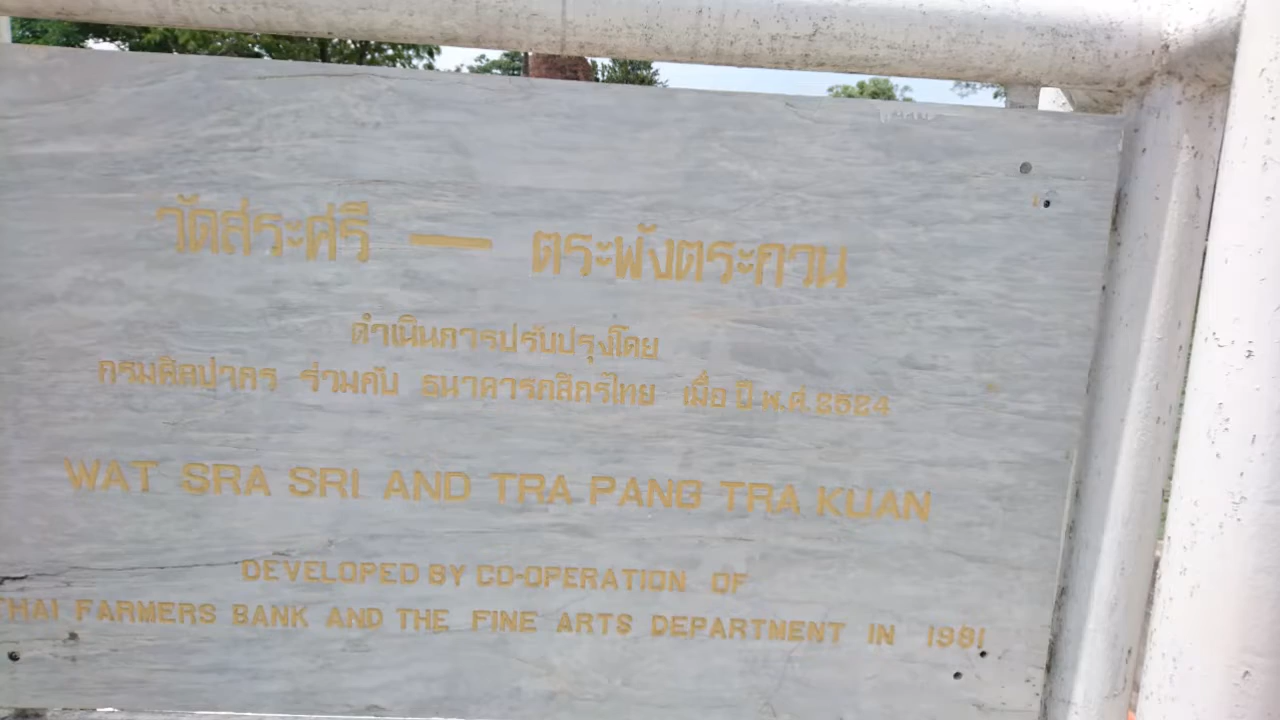 วัดสระศรี — ตระพังตระกวน
ดำเนินการปรับปรุงโดย
กรมศิลปากร ร่วมกับ ธนาคารกสิกรไทย เมื่อ ปี พ.ศ.2524
WAT SRA SRI AND TRA PANG TRA KUAN
DEVELOPED BY CO-OPERATION OF
THAI FARMERS BANK AND THE FINE ARTS DEPARTMENT IN 1981